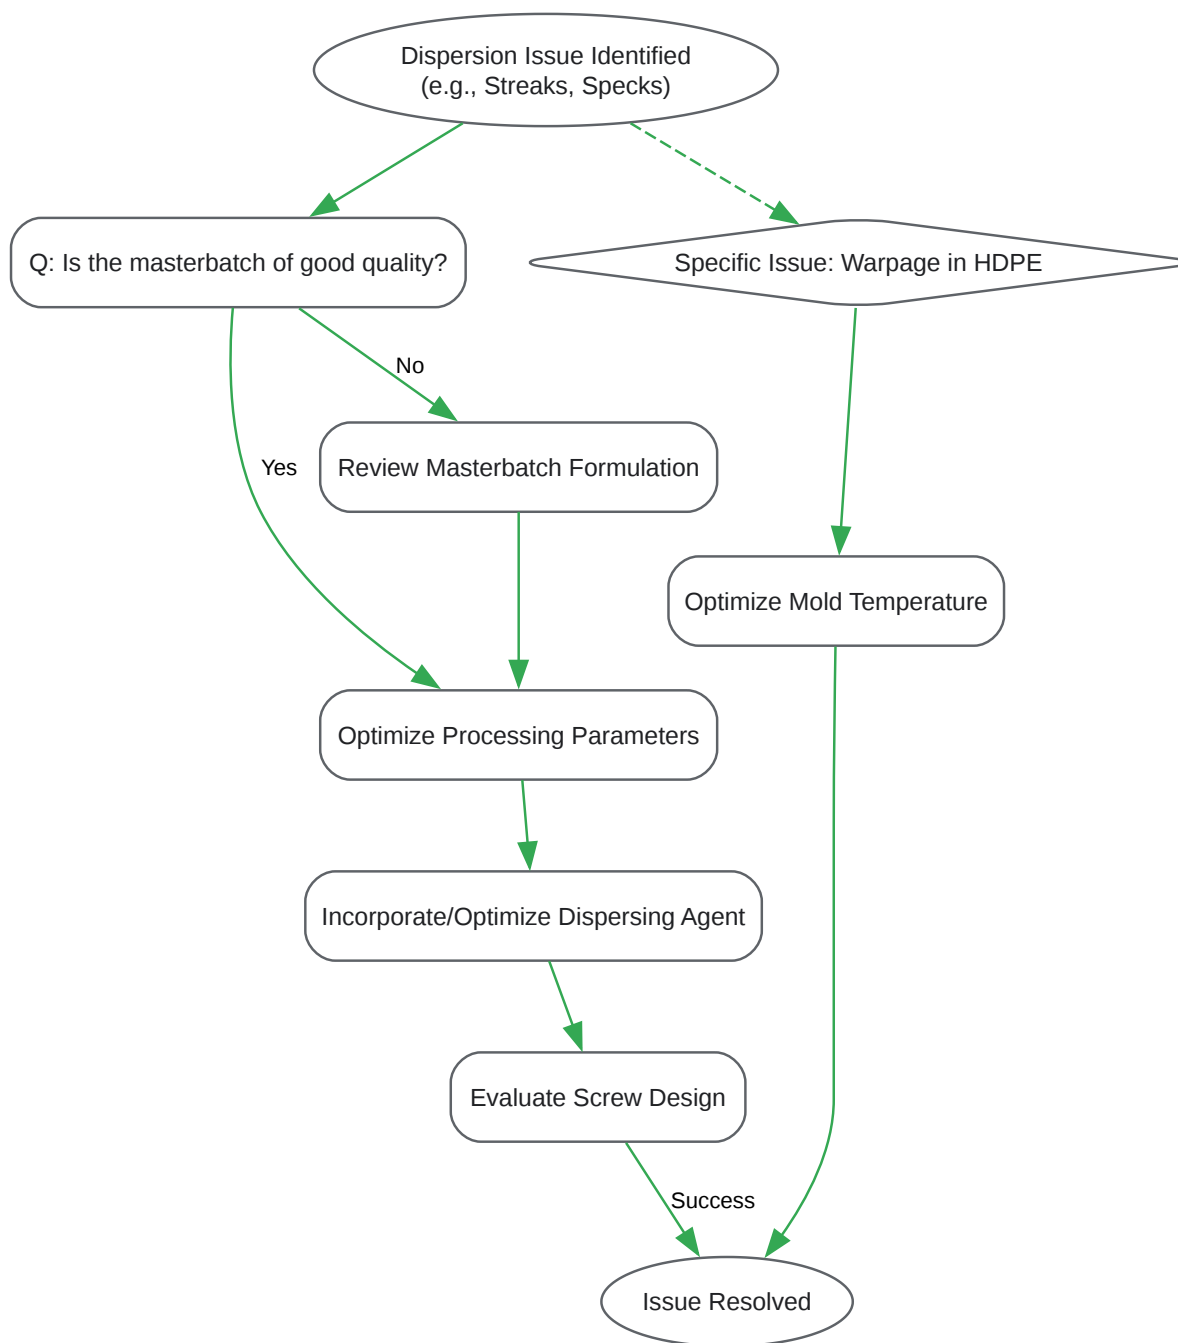 Dispersion Issue Identified
(e.g., Streaks, Specks)
Q: Is the masterbatch of good quality?
Specific Issue: Warpage in HDPE
No
Yes
Review Masterbatch Formulation
Optimize Mold Temperature
Optimize Processing Parameters
Incorporate/Optimize Dispersing Agent
Evaluate Screw Design
Success
Issue Resolved